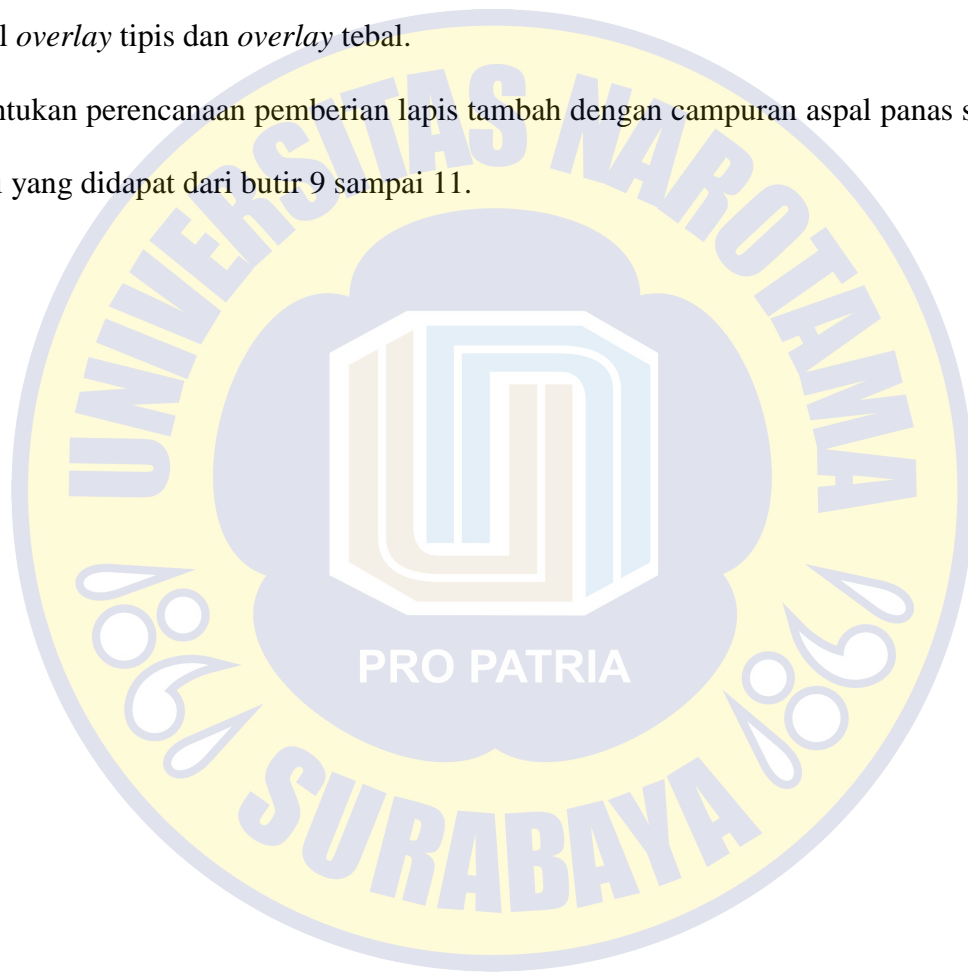 l overlay tipis dan overlay tebal.
ntukan perencanaan pemberian lapis tambah dengan campuran aspal panas s
yang didapat dari butir 9 sampai 11.
UNIVERSITAS NAROTAMA
PRO PATRIA
SURABAYA